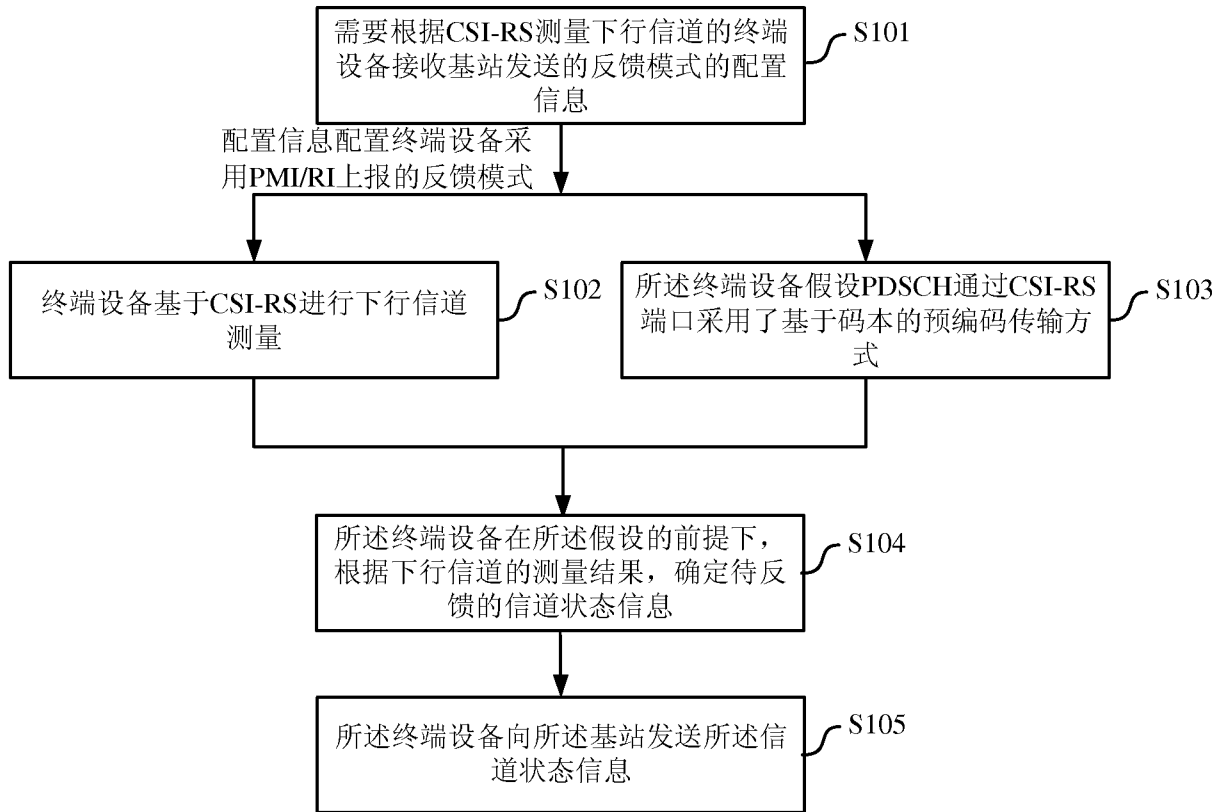 需要根据CSI-RS测量下行信道的终端
设备接收基站发送的反馈模式的配置
信息
S101
配置信息配置终端设备采
用PMI/RI上报的反馈模式
终端设备基于CSI-RS进行下行信道
测量
S102
所述终端设备假设PDSCH通过CSI-RS
端口采用了基于码本的预编码传输方
式
S103
所述终端设备在所述假设的前提下，
根据下行信道的测量结果，确定待反
馈的信道状态信息
S104
所述终端设备向所述基站发送所述信
道状态信息
S105